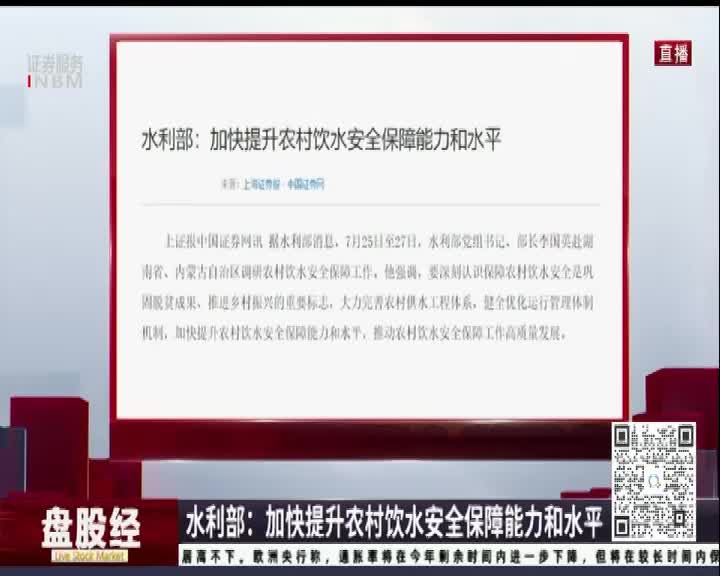 证券服务
INBM
直播
水利部：加快提升农村饮水安全保障能力和水平
来源：上海证券报·中国证券网
上证报中国证券网讯 据水利部消息，7月25日至27日，水利部党组书记、部长李国英赴湖
南省、内蒙古自治区调研农村饮水安全保障工作。他强调，要深刻认识保障农村饮水安全是巩
固脱贫成果、推进乡村振兴的重要标志，大力完善农村供水工程体系，健全优化运行管理体制
机制，加快提升农村饮水安全保障能力和水平，推动农村饮水安全保障工作高质量发展。
盘股经
Live Stock Market
水利部：加快提升农村饮水安全保障能力和水平
居高不下。欧洲央行称，通胀率将在今年剩余时间内进一步下降，但将在较长时间内保